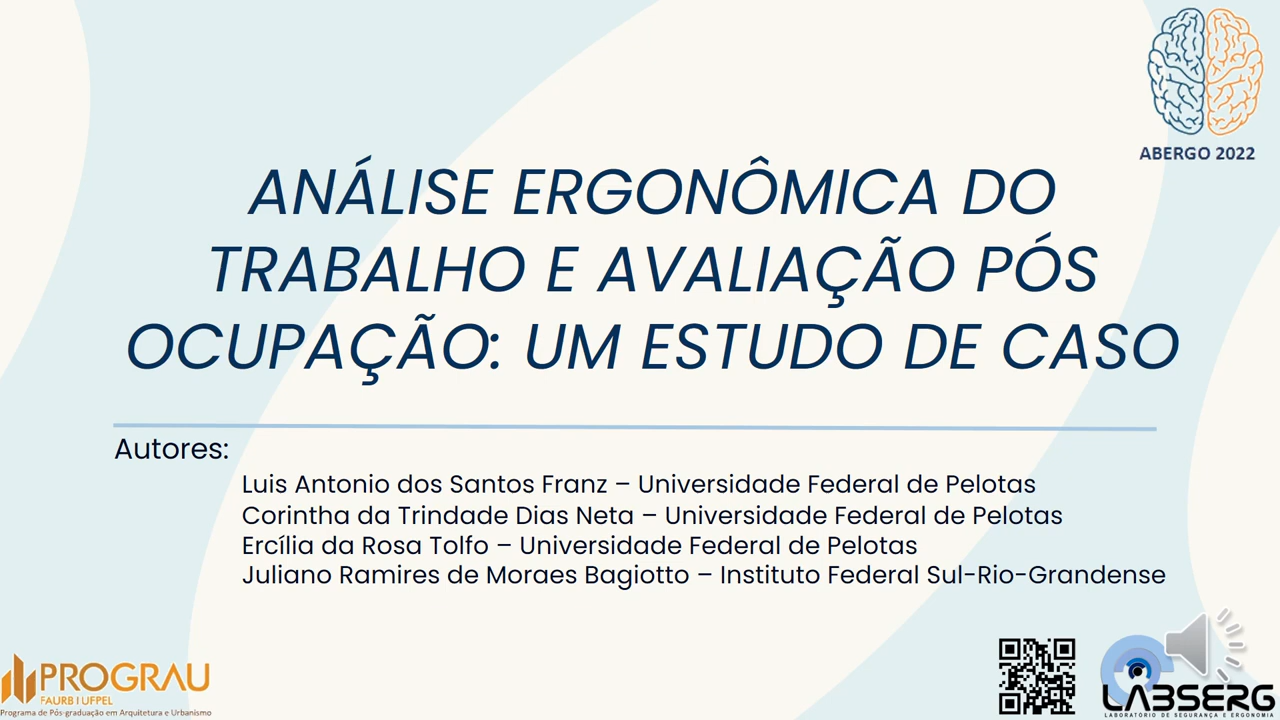 ABERGO 2022
ANÁLISE ERGONÔMICA DO
TRABALHO E AVALIAÇÃO PÓS
OCUPAÇÃO: UM ESTUDO DE CASO
Autores:
Luis Antonio dos Santos Franz – Universidade Federal de Pelotas
Corintha da Trindade Dias Neta – Universidade Federal de Pelotas
Ercília da Rosa Tolfo – Universidade Federal de Pelotas
Juliano Ramires de Moraes Bagiotto – Instituto Federal Sul-Rio-Grandense
PROGRAU
FAURB I UFPEL
Programa de Pós-graduação em Arquitetura e Urbanismo
LABSERG
LABORATÓRIO DE SEGURANÇA E ERGONOMIA